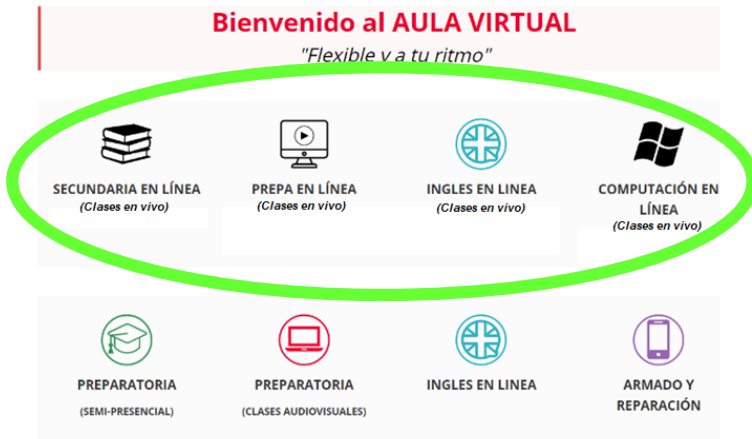 Bienvenido al AULA VIRTUAL
"Flexible y a tu ritmo"
SECUNDARIA EN LÍNEA
(Clases en vivo)
PREPA EN LÍNEA
(Clases en vivo)
INGLES EN LINEA
(Clases en vivo)
COMPUTACIÓN EN
LÍNEA
(Clases en vivo)
PREPARATORIA
(SEMI-PRESENCIAL)
PREPARATORIA
(CLASES AUDIOVISUALES)
INGLES EN LINEA
ARMADO Y
REPARACIÓN